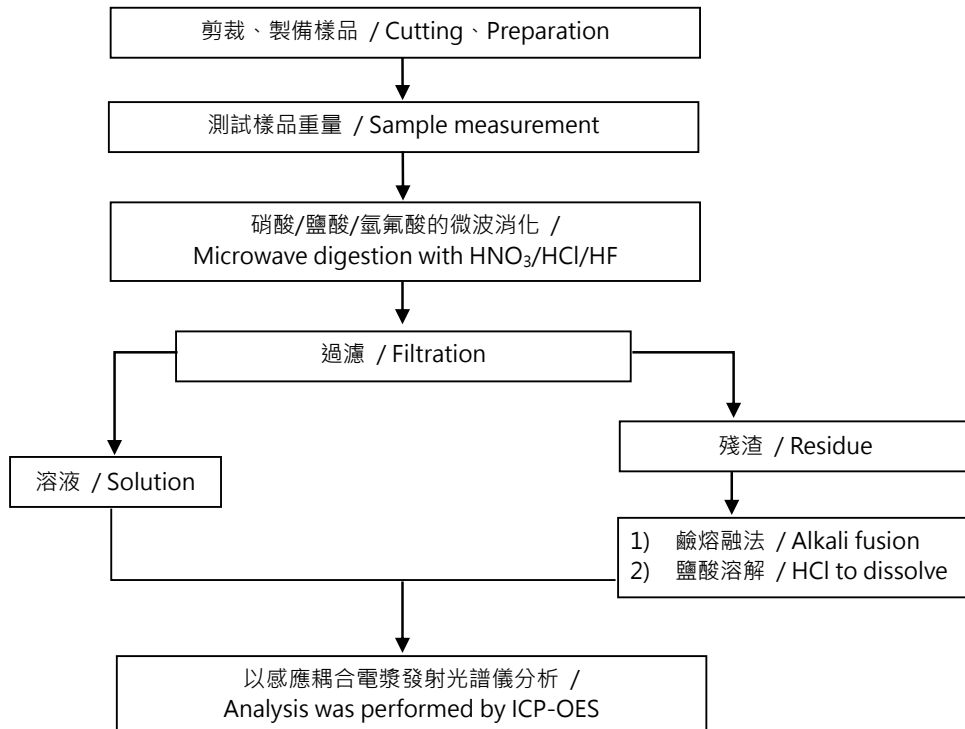 剪裁、製備樣品 / Cutting、Preparation
測試樣品重量 / Sample measurement
硝酸/鹽酸/氫氟酸的微波消化 /
Microwave digestion with HNO₃/HCl/HF
過濾 / Filtration
溶液 / Solution
殘渣 / Residue
1) 鹼熔融法 / Alkali fusion
2) 鹽酸溶解 / HCl to dissolve
以感應耦合電漿發射光譜儀分析 /
Analysis was performed by ICP-OES